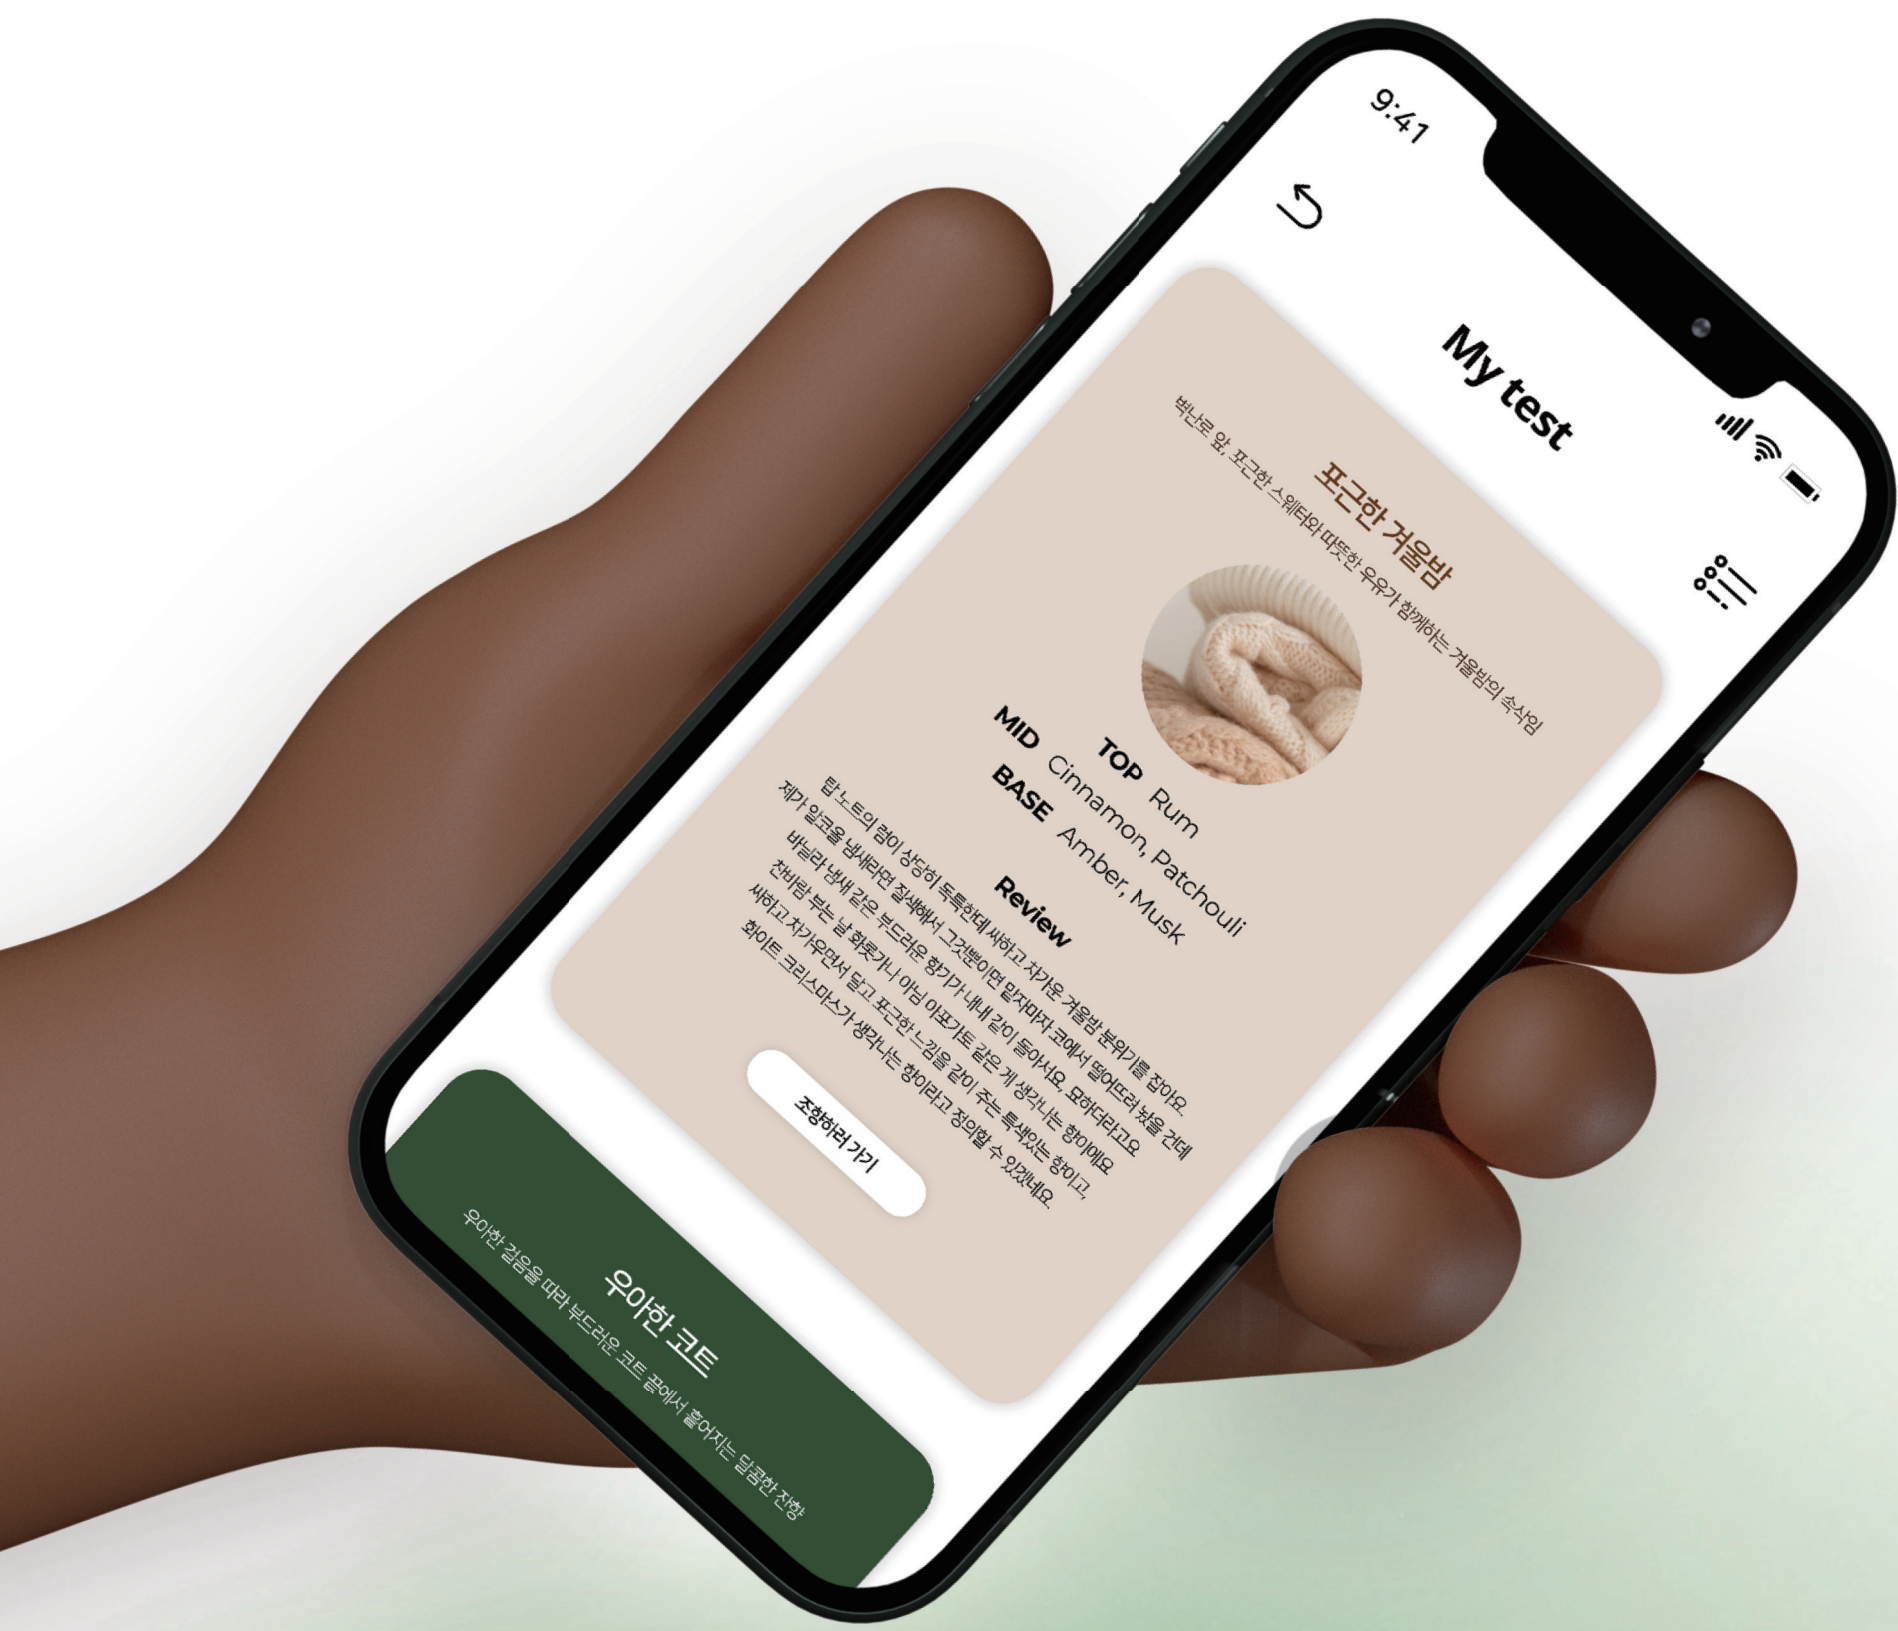 9:41
My test
포근한 겨울밤
벽난로 앞, 포근한 스웨터와 따뜻한 우유가 함께하는 겨울밤의 속삭임
TOP Rum
MID Cinnamon, Patchouli
BASE Amber, Musk
Review
탑 노트의 럼이 상당히 독특한데 싸하고 차가운 겨울밤 분위기를 잡아요.
제가 알코올 냄새라면 질색해서 그것뿐이면 맡자마자 코에서 떨어뜨려 놨을 건데
바닐라 냄새 같은 부드러운 향기가 내내 같이 돌아서요, 묘하더라고요
찬바람 부는 날 화롯가나 아님 아포가토 같은 게 생각나는 향이에요
싸하고 차가우면서 달고 포근한 느낌을 같이 주는 특색있는 향이고,
화이트 크리스마스가 생각나는 향이라고 정의할 수 있겠네요.
조향하러 가기
우아한 코트
우아한 걸음을 따라 부드러운 코트 끝에서 흩어지는 달콤한 잔향